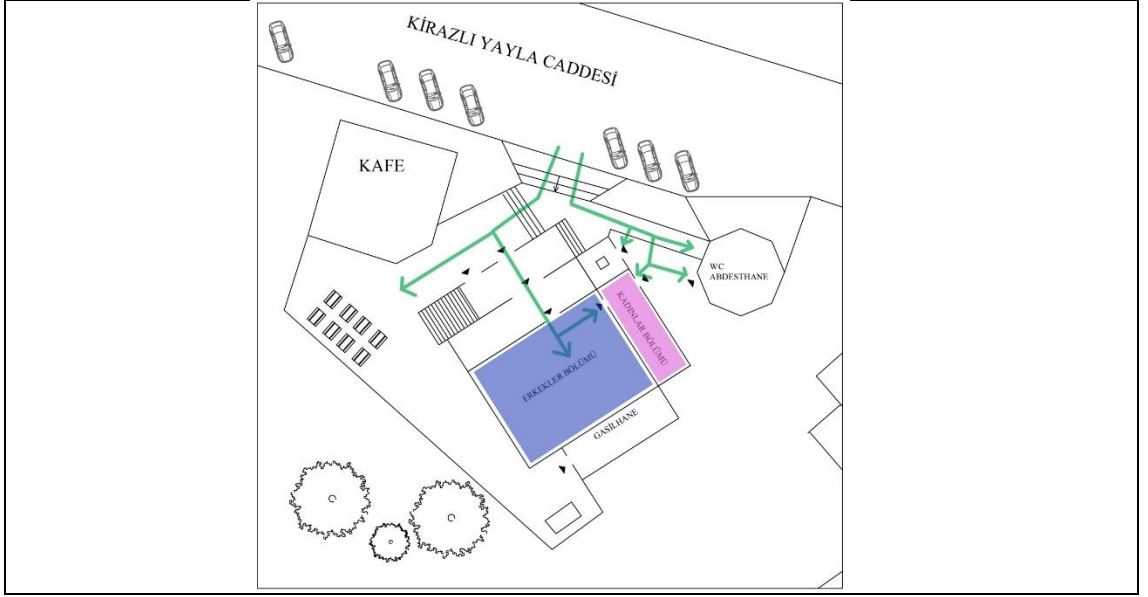 KİRAZLI YAYLA CADDESİ
KAFE
WC
ABDESTHANE
KADINLAR BÖLÜMÜ
ERKEKLER BÖLÜMÜ
GASİLHANE